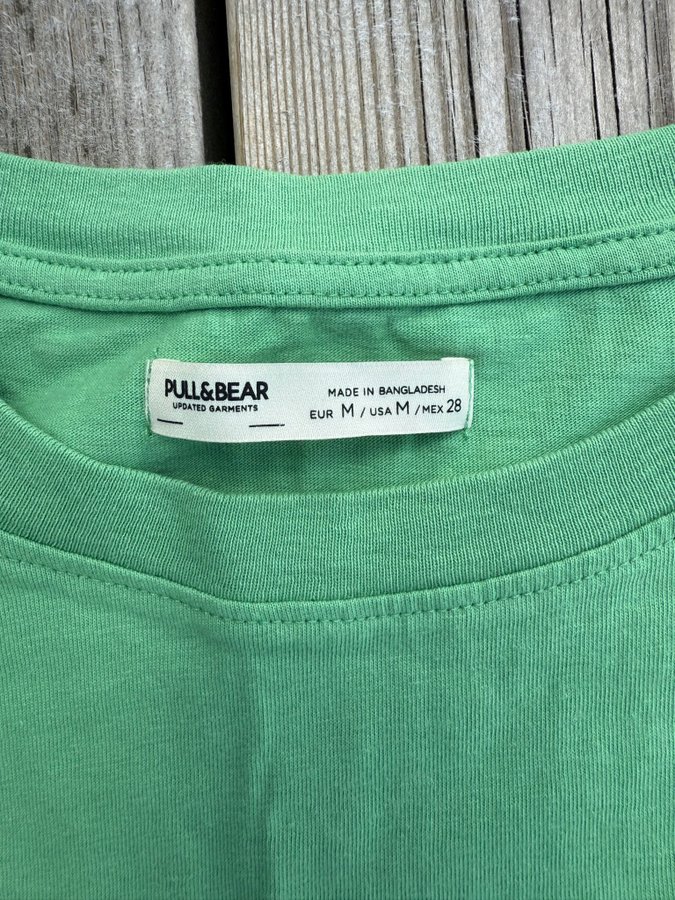 PULL&BEAR
UPDATED GARMENTS
MADE IN BANGLADESH
EUR M / USA M / MEX 28